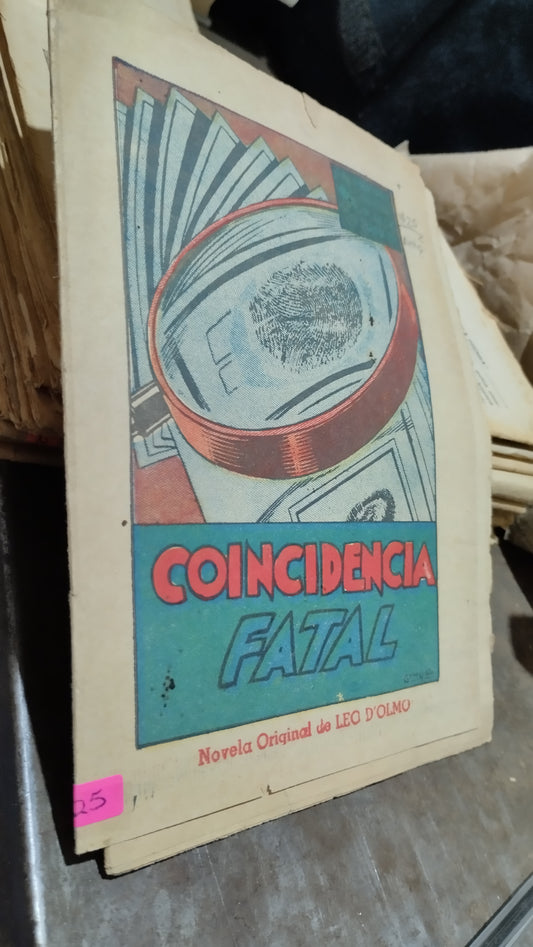 COINCIDENCIA
FATAL
Novela Original de LEO D'OLMO
25